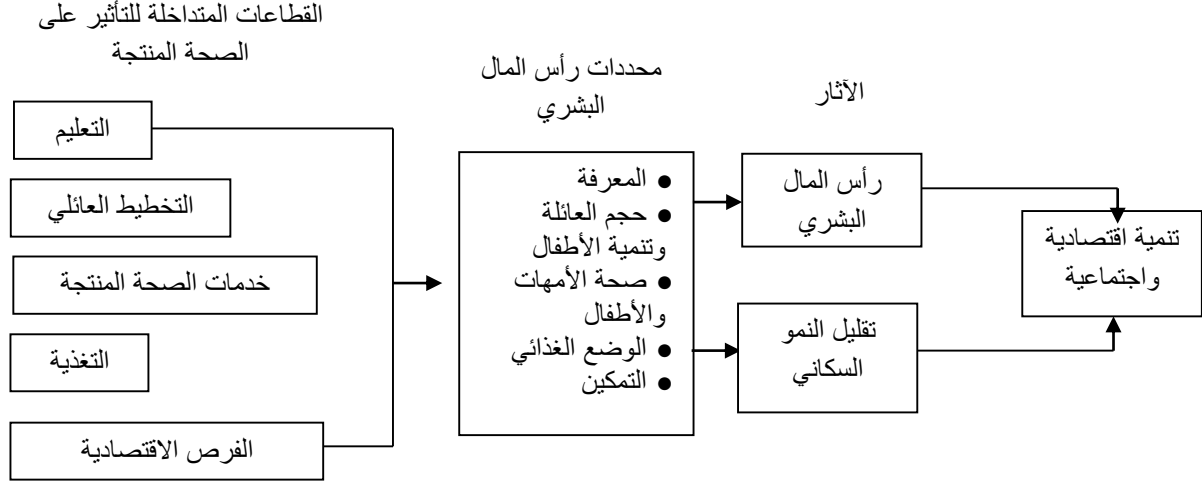 القطاعات المتداخلة للتأثير على
الصحة المنتجة
التعليم
التخطيط العائلي
خدمات الصحة المنتجة
التغذية
الفرص الاقتصادية
محددات رأس المال
البشري
● المعرفة
● حجم العائلة
وتنمية الأطفال
● صحة الأمهات
والأطفال
● الوضع الغذائي
● التمكين
الآثار
رأس المال
البشري
تقليل النمو
السكاني
تنمية اقتصادية
واجتماعية